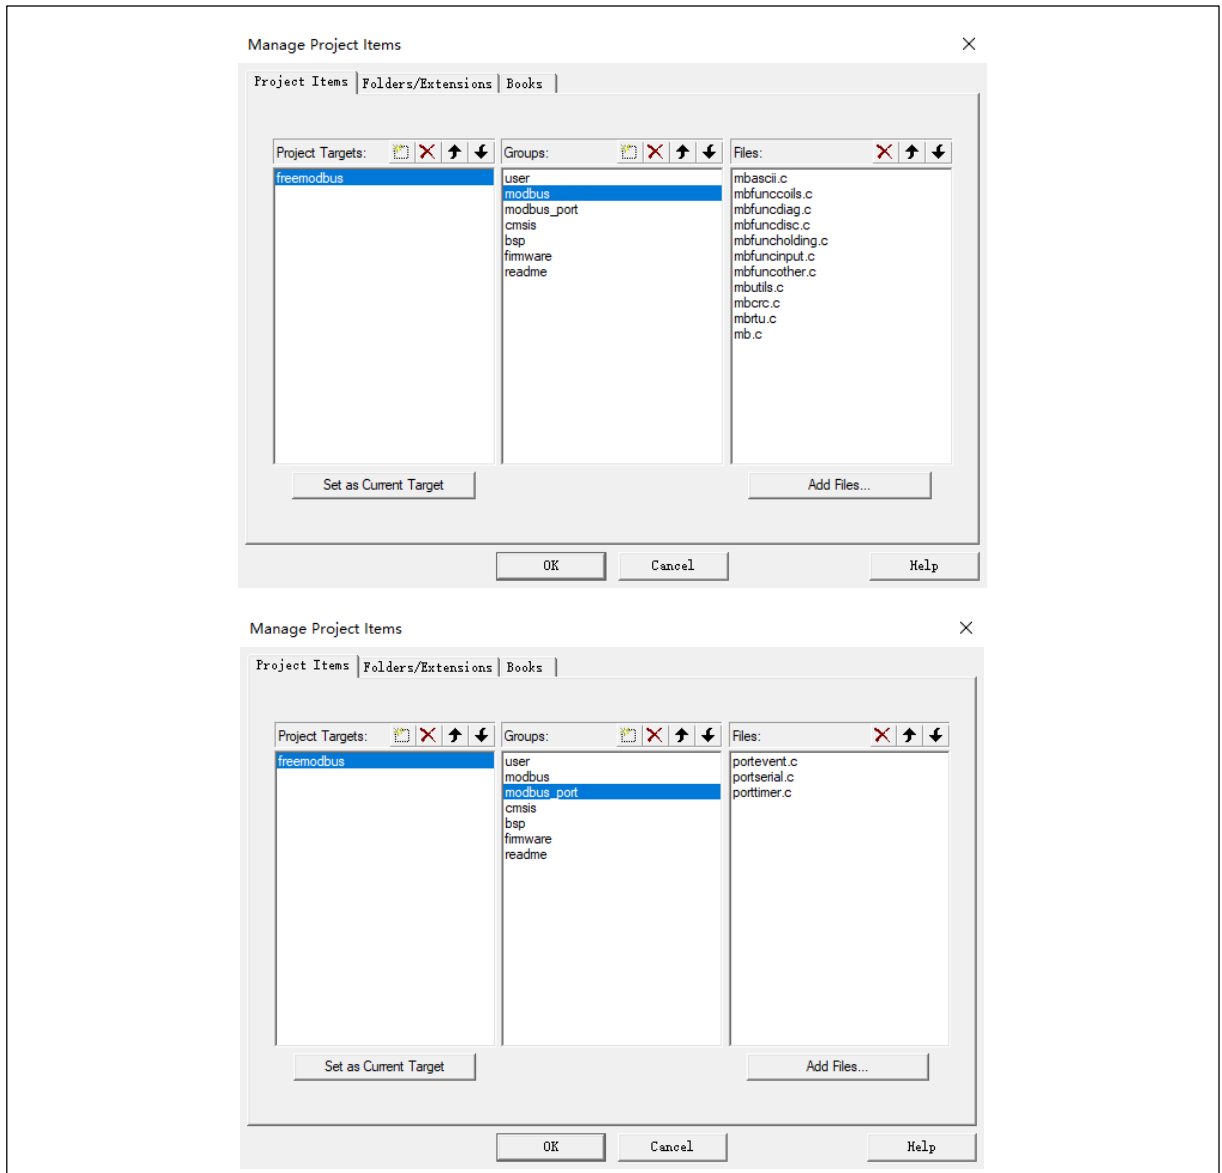 Manage Project Items
Project Items Folders/Extensions Books
Project Targets: Groups: Files:
freemodbus
user
modbus
modbus_port
cmsis
bsp
firmware
readme
mbascii.c
mbfunccoils.c
mbfuncdiag.c
mbfuncdisc.c
mbfuncholding.c
mbfuncinput.c
mbfuncother.c
mbutils.c
mbcrc.c
mbrtu.c
mb.c
Set as Current Target Add Files...
OK Cancel Help
Manage Project Items
Project Items Folders/Extensions Books
Project Targets: Groups: Files:
freemodbus
user
modbus
modbus_port
cmsis
bsp
firmware
readme
portevent.c
portserial.c
porttimer.c
Set as Current Target Add Files...
OK Cancel Help